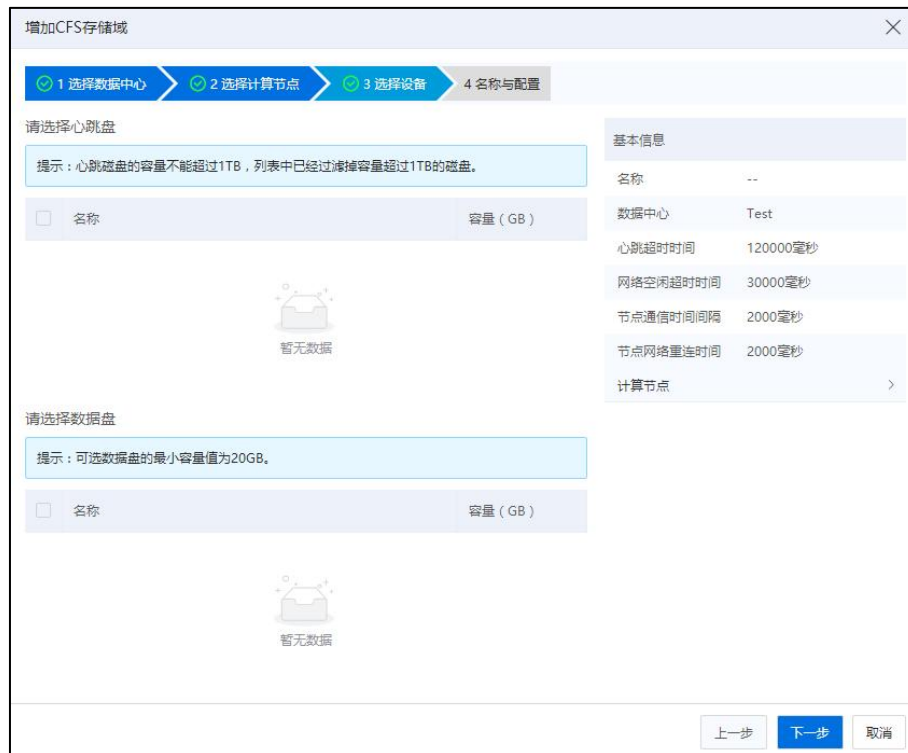 增加CFS存储域
1 选择数据中心
2 选择计算节点
3 选择设备
4 名称与配置
请选择心跳盘
提示：心跳磁盘的容量不能超过1TB，列表中已经过滤掉容量超过1TB的磁盘。
名称 容量（GB）
暂无数据
请选择数据盘
提示：可选数据盘的最小容量值为20GB。
名称 容量（GB）
暂无数据
基本信息
名称 --
数据中心 Test
心跳超时时间 120000毫秒
网络空闲超时时间 30000毫秒
节点通信时间间隔 2000毫秒
节点网络重连时间 2000毫秒
计算节点
上一步 下一步 取消